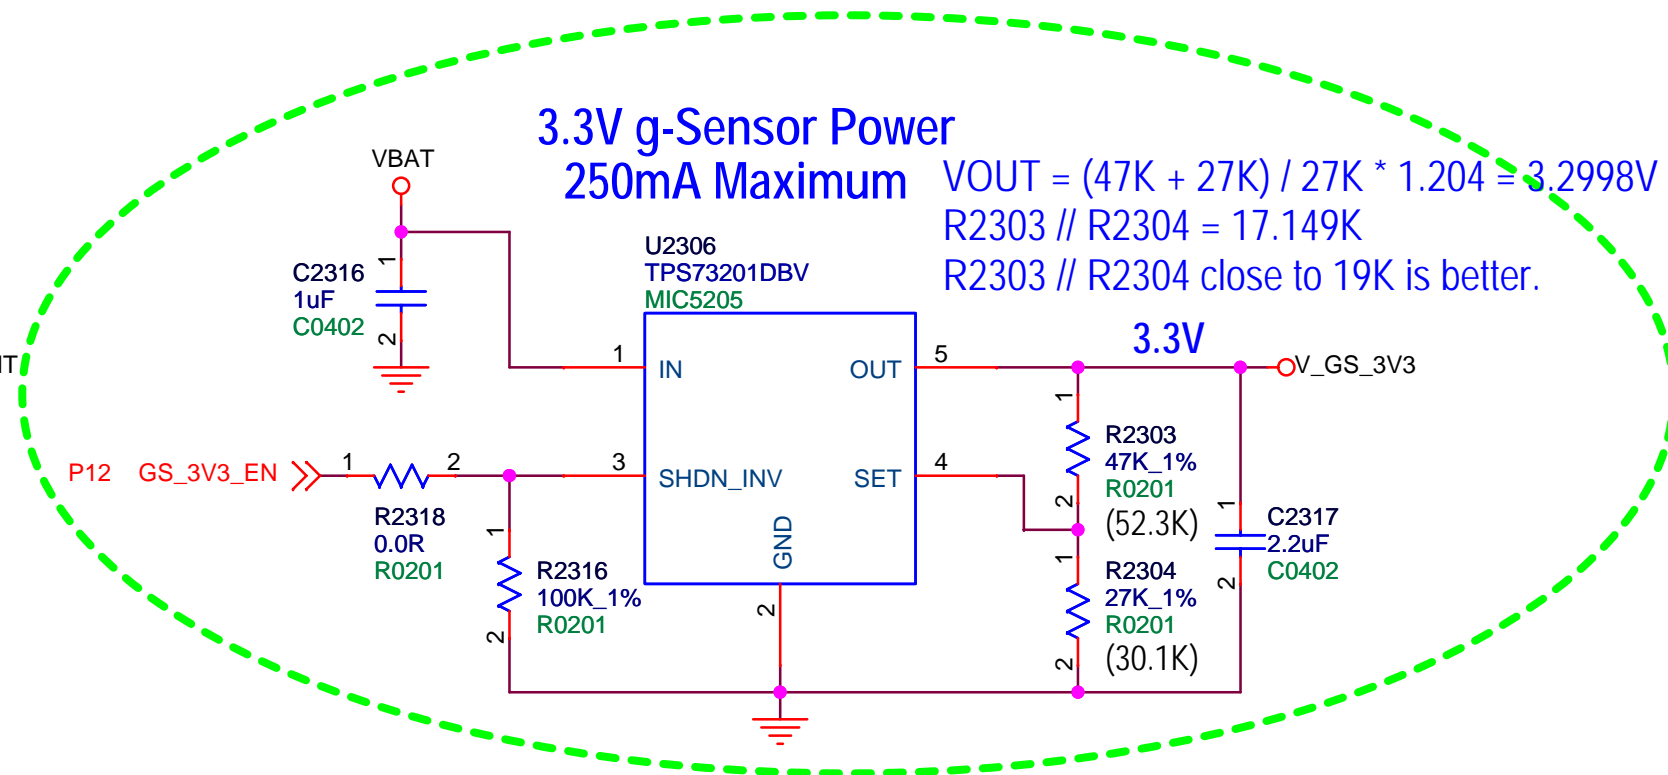 3.3V g-Sensor Power
250mA Maximum
VOUT = (47K + 27K) / 27K * 1.204 = 3.2998V
R2303 // R2304 = 17.149K
R2303 // R2304 close to 19K is better.
VBAT
C2316
1uF
C0402
1
2
U2306
TPS73201DBV
MIC5205
1
IN
OUT
5
3.3V
V_GS_3V3
P12 GS_3V3_EN
1
2
R2318
0.0R
R0201
3
SHDN_INV
SET
4
GND
2
1
R2316
100K_1%
R0201
2
1
R2303
47K_1%
R0201
2
(52.3K)
1
R2304
27K_1%
R0201
2
(30.1K)
1
C2317
2.2uF
C0402
2